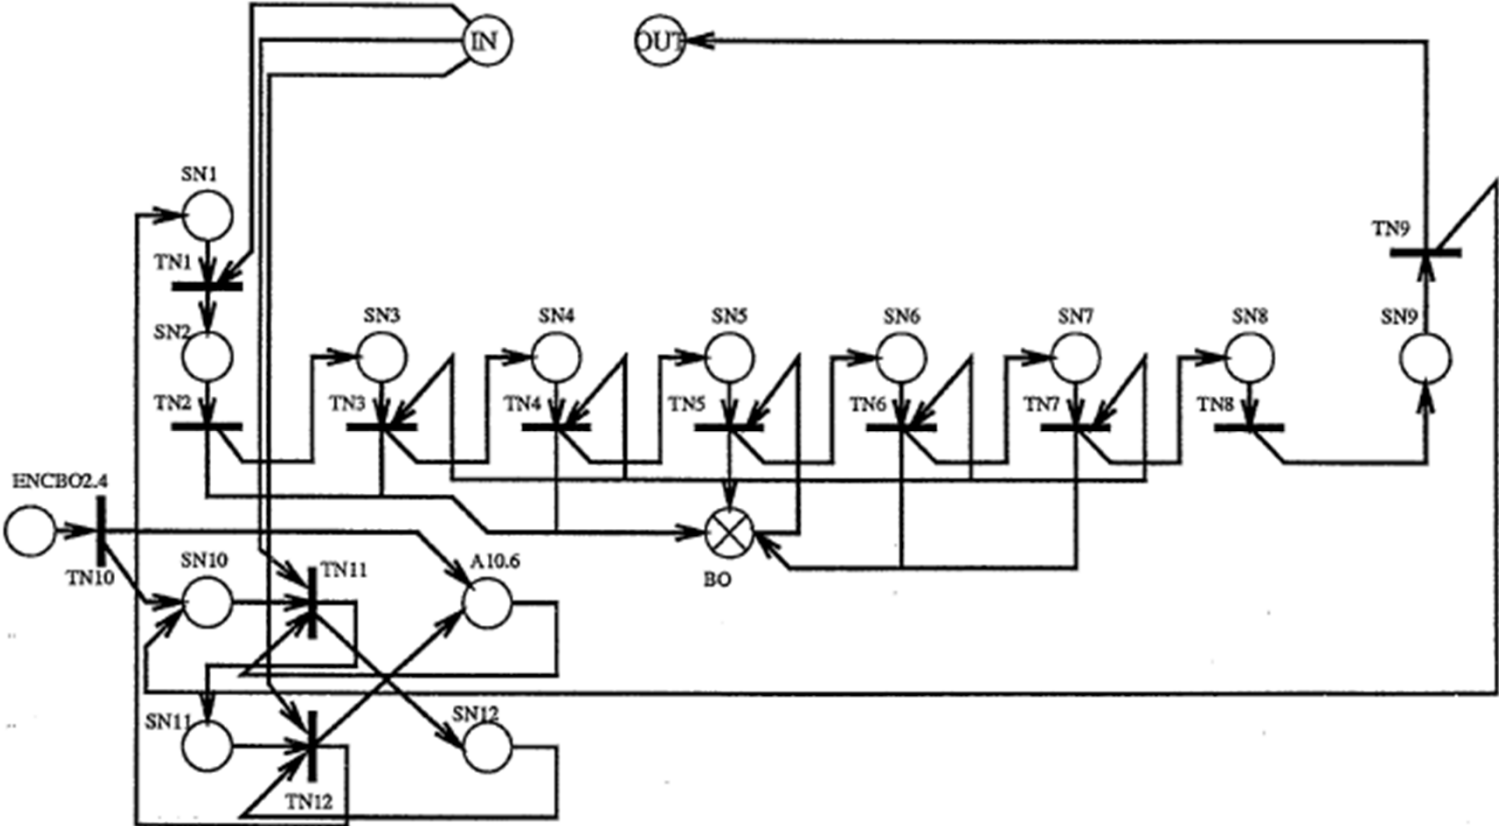 IN
OUT
SN1
TN9
TN1
SN3
SN4
SN5
SN6
SN7
SN8
SN9
SN2
TN2
TN3
TN4
TN5
TN6
TN7
TN8
ENCBO2.4
TN10
SN10
TN11
A10.6
BO
SN11
SN12
TN12